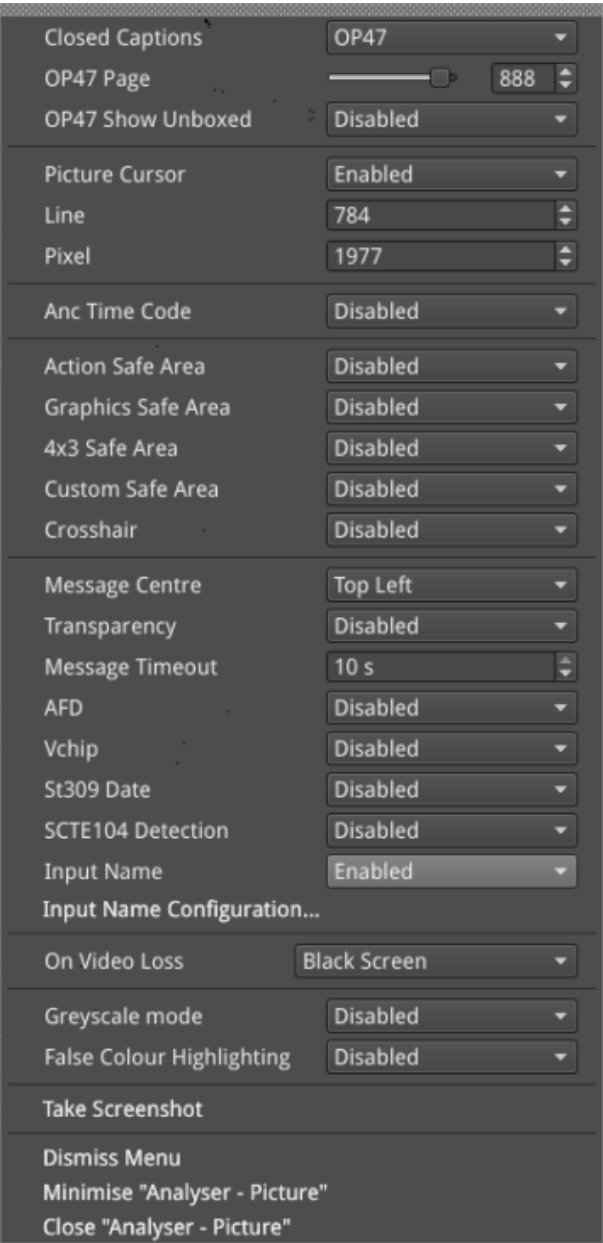 Closed Captions OP47
OP47 Page 888
OP47 Show Unboxed Disabled
Picture Cursor Enabled
Line 784
Pixel 1977
Anc Time Code Disabled
Action Safe Area Disabled
Graphics Safe Area Disabled
4x3 Safe Area Disabled
Custom Safe Area Disabled
Crosshair Disabled
Message Centre Top Left
Transparency Disabled
Message Timeout 10 s
AFD Disabled
Vchip Disabled
St309 Date Disabled
SCTE104 Detection Disabled
Input Name Enabled
Input Name Configuration...
On Video Loss Black Screen
Greyscale mode Disabled
False Colour Highlighting Disabled
Take Screenshot
Dismiss Menu
Minimise "Analyser - Picture"
Close "Analyser - Picture"